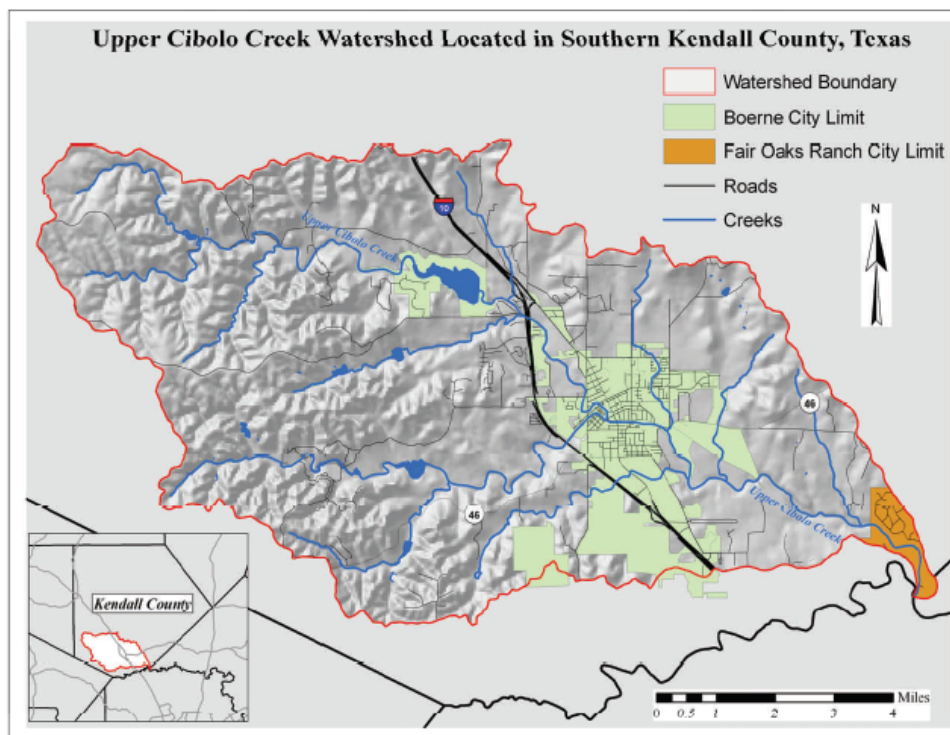 Upper Cibolo Creek Watershed Located in Southern Kendall County, Texas
Watershed Boundary
Boerne City Limit
Fair Oaks Ranch City Limit
Roads
Creeks
N
10
Upper Cibolo Creek
46
46
Upper Cibolo Creek
Kendall County
Miles
0 0.5 1 2 3 4